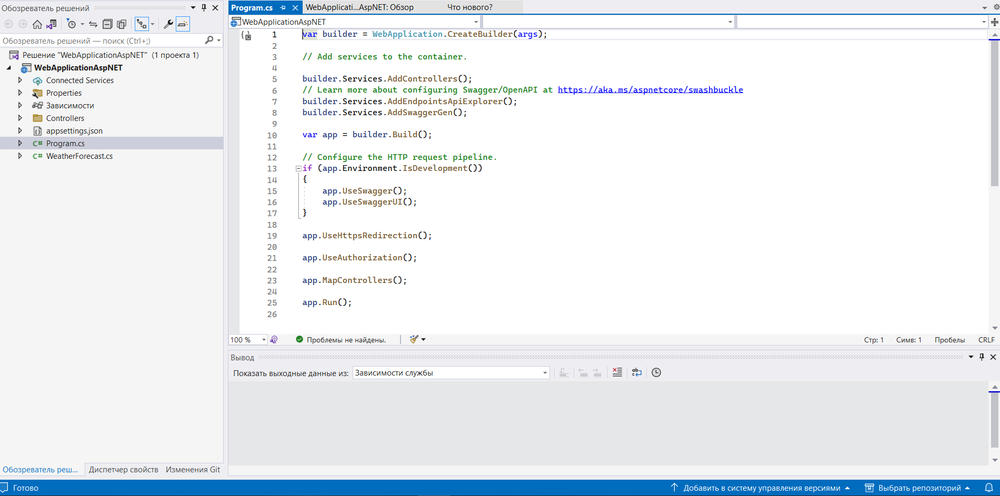 Обозреватель решений
Обозреватель решений — поиск (Ctrl+;)
Решение "WebApplicationAspNET" (1 проекта 1)
WebApplicationAspNET
Connected Services
Properties
Зависимости
Controllers
appsettings.json
C# Program.cs
C# WeatherForecast.cs
Обозреватель реш... Диспетчер свойств Изменения Git
Program.cs WebApplicati...AspNET: Обзор Что нового?
WebApplicationAspNET
1 var builder = WebApplication.CreateBuilder(args);
2
3 // Add services to the container.
4
5 builder.Services.AddControllers();
6 // Learn more about configuring Swagger/OpenAPI at https://aka.ms/aspnetcore/swashbuckle
7 builder.Services.AddEndpointsApiExplorer();
8 builder.Services.AddSwaggerGen();
9
10 var app = builder.Build();
11
12 // Configure the HTTP request pipeline.
13 if (app.Environment.IsDevelopment())
14 {
15 app.UseSwagger();
16 app.UseSwaggerUI();
17 }
18
19 app.UseHttpsRedirection();
20
21 app.UseAuthorization();
22
23 app.MapControllers();
24
25 app.Run();
26
100 % Проблемы не найдены. Стр: 1 Симв: 1 Пробелы CRLF
Вывод
Показать выходные данные из: Зависимости службы
Готово Добавить в систему управления версиями Выбрать репозиторий